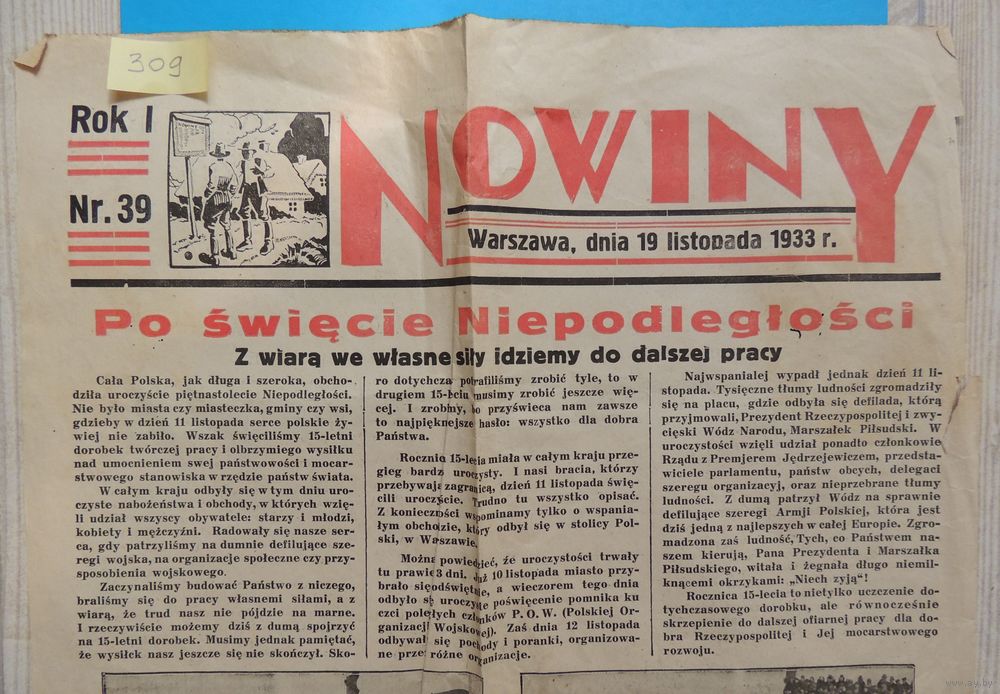 309
Rok I
Nr. 39
NOWINY
Warszawa, dnia 19 listopada 1933 r.
Po święcie Niepodległości
Z wiarą we własne siły idziemy do dalszej pracy
Cała Polska, jak długa i szeroka, obcho-
dziła uroczyście piętnastolecie Niepodległości.
Nie było miasta czy miasteczka, gminy czy wsi,
gdzieby w dzień 11 listopada serce polskie ży-
wiej nie zabiło. Wszak święciliśmy 15-letni
dorobek twórczej pracy i olbrzymiego wysiłku
nad umocnieniem swej państwowości i mocar-
stwowego stanowiska w rzędzie państw świata.
W całym kraju odbyły się w tym dniu uro-
czyste nabożeństwa i obchody, w których wzię-
li udział wszyscy obywatele: starzy i młodzi,
kobiety i mężczyźni. Radowały się nasze ser-
ca, gdy patrzyliśmy na dumnie defilujące sze-
regi wojska, na organizacje społeczne czy przy-
sposobienia wojskowego.
Zaczynaliśmy budować Państwo z niczego,
braliśmy się do pracy własnemi siłami, a z
wiarą, że trud nasz nie pójdzie na marne.
I rzeczywiście możemy dziś z dumą spojrzyć
na 15-letni dorobek. Musimy jednak pamiętać,
że wysiłek nasz jeszcze się nie skończył. Sko-
ro dotychczas potrafiliśmy zrobić tyle, to w
drugiem 15-leciu musimy zrobić jeszcze wię-
cej. I zrobimy, bo przyświeca nam zawsze
to najpiękniejsze hasło: wszystko dla dobra
Państwa.
Rocznica 15-lecia miała w całym kraju prze-
gieg bardzo uroczysty. I nasi bracia, którzy
przebywają zagranicą, dzień 11 listopada świę-
cili uroczyście. Trudno tu wszystko opisać.
Z konieczności wspominamy tylko o wspania-
łym obchodzie, który odbył się w stolicy Pol-
ski, w Warszawie.
Można powiedzieć, że uroczystości trwały
tu prawie 3 dni. Już 10 listopada miasto przy-
brało się odświętnie, a wieczorem tego dnia
odbyło się uroczyste poświęcenie pomnika ku
czci poległych członków P. O. W. (Polskiej Or-
ganizacji Wojskowej). Zaś dnia 12 listopada
odbywał się pochody i poranki, organizowa-
ne przez różne organizacje.
Najwspanialej wypadł jednak dzień 11 li-
stopada. Tysięczne tłumy ludności zgromadziły
się na placu, gdzie odbyła się defilada, którą
przyjmowali, Prezydent Rzeczypospolitej i zwy-
cięski Wódz Narodu, Marszałek Piłsudski. W
uroczystości wzięli udział ponadto członkowie
Rządu z Premjerem Jędrzejewiczem, przedsta-
wiciele parlamentu, państw obcych, delegaci
szeregu organizacyj, oraz nieprzebrane tłumy
ludności. Z dumą patrzył Wódz na sprawnie
defilujące szeregi Armji Polskiej, która jest
dziś jedną z najlepszych w całej Europie. Zgro-
madzona zaś ludność, Tych, co Państwem na-
szem kierują, Pana Prezydenta i Marszałka
Piłsudskiego, witała i żegnała długo niemil-
knącemi okrzykami: „Niech żyją"!
Rocznica 15-lecia to nietylko uczczenie do-
tychczasowego dorobku, ale równocześnie
skrzepienie do dalszej ofiarnej pracy dla do-
bra Rzeczypospolitej i Jej mocarstwowego
rozwoju.
www.ay.by